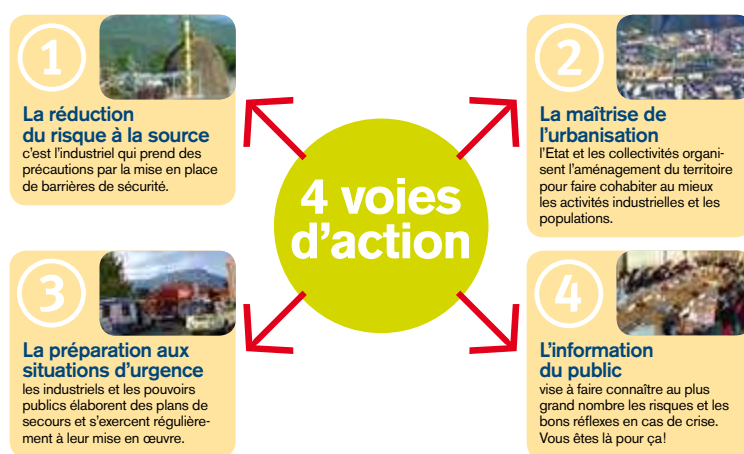 1
La réduction
du risque à la source
c'est l'industriel qui prend des
précautions par la mise en place
de barrières de sécurité.
2
La maîtrise de
l'urbanisation
l'Etat et les collectivités organi-
sent l'aménagement du territoire
pour faire cohabiter au mieux
les activités industrielles et les
populations.
4 voies
d'action
3
La préparation aux
situations d'urgence
les industriels et les pouvoirs
publics élaborent des plans de
secours et s'exercent régulière-
ment à leur mise en œuvre.
4
L'information
du public
vise à faire connaître au plus
grand nombre les risques et les
bons réflexes en cas de crise.
Vous êtes là pour ça!